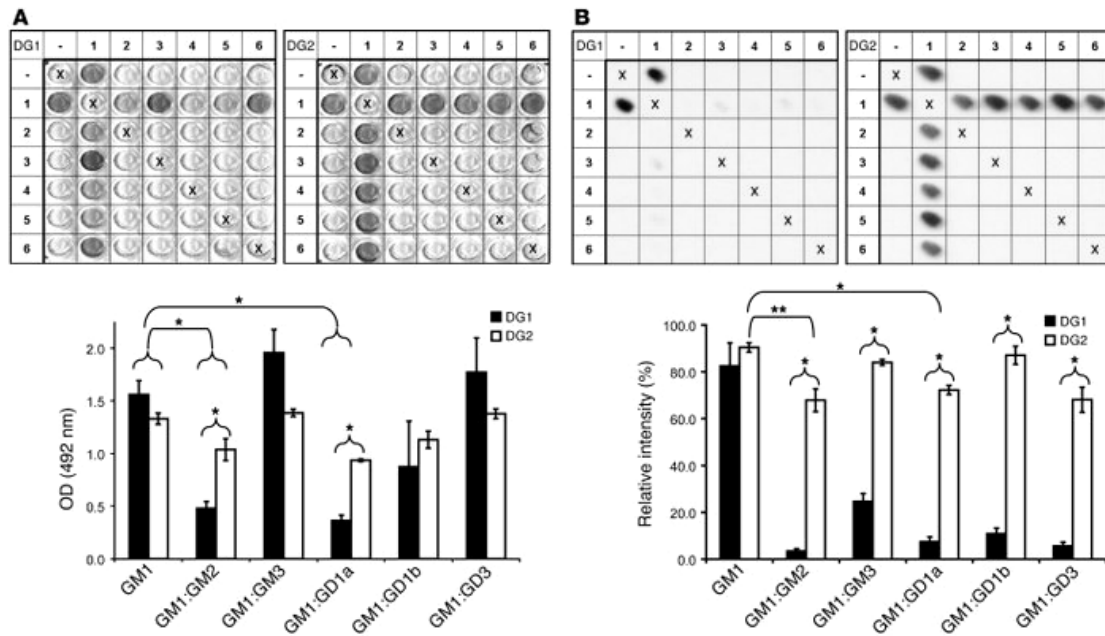 A
DG1 - 1 2 3 4 5 6
- X
1 X
2 X
3 X
4 X
5 X
6 X
DG2 - 1 2 3 4 5 6
- X
1 X
2 X
3 X
4 X
5 X
6 X
B
DG1 - 1 2 3 4 5 6
- X
1 X
2 X
3 X
4 X
5 X
6 X
DG2 - 1 2 3 4 5 6
- X
1 X
2 X
3 X
4 X
5 X
6 X
OD (492 nm)
2.0
1.5
1.0
0.5
0.0
*
*
*
*
DG1
DG2
GM1
GM1:GM2
GM1:GM3
GM1:GD1a
GM1:GD1b
GM1:GD3
Relative intensity (%)
100.0
80.0
60.0
40.0
20.0
0.0
*
**
*
*
*
*
*
DG1
DG2
GM1
GM1:GM2
GM1:GM3
GM1:GD1a
GM1:GD1b
GM1:GD3